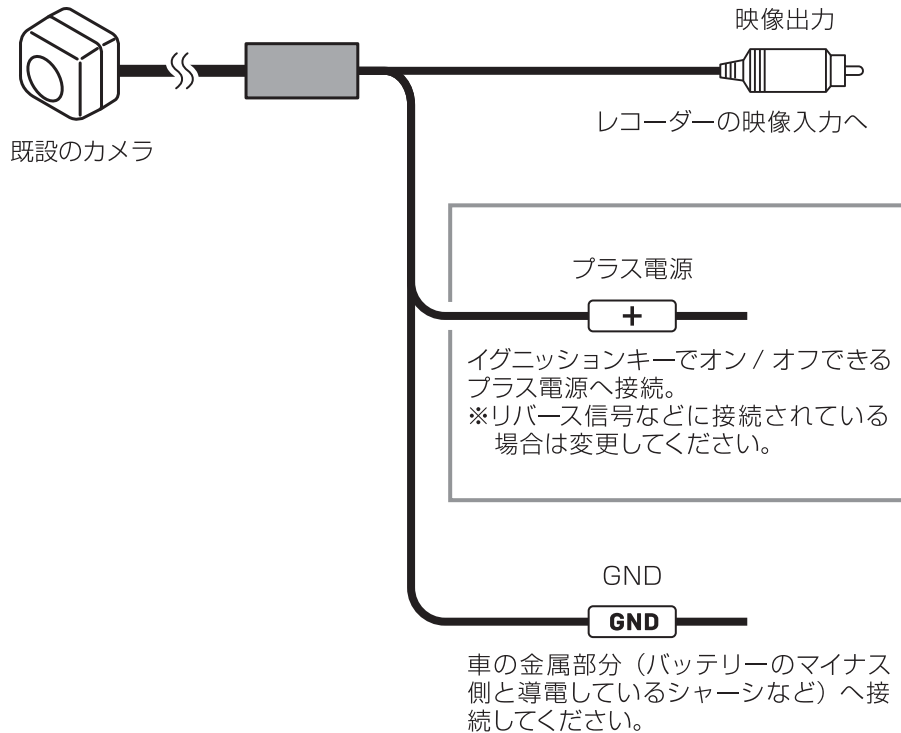 映像出力
レコーダーの映像入力へ
既設のカメラ
プラス電源
+
イグニッションキーでオン / オフできる
プラス電源へ接続。
※リバース信号などに接続されている
場合は変更してください。
GND
GND
車の金属部分（バッテリーのマイナス
側と導電しているシャーシなど）へ接
続してください。